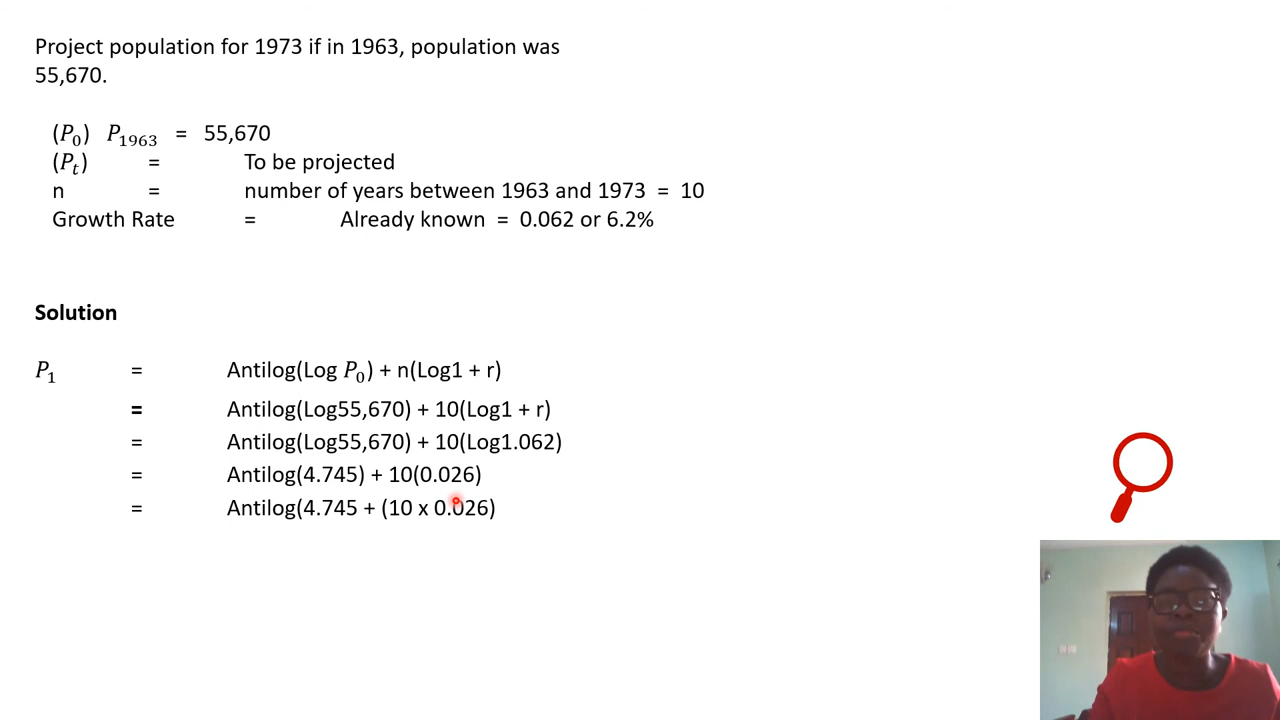 Project population for 1973 if in 1963, population was
55,670.
(P₀) P₁₉₆₃ = 55,670
(Pₜ) = To be projected
n = number of years between 1963 and 1973 = 10
Growth Rate = Already known = 0.062 or 6.2%
Solution
P₁ = Antilog(Log P₀) + n(Log1 + r)
= Antilog(Log55,670) + 10(Log1 + r)
= Antilog(Log55,670) + 10(Log1.062)
= Antilog(4.745) + 10(0.026)
= Antilog(4.745 + (10 x 0.026)